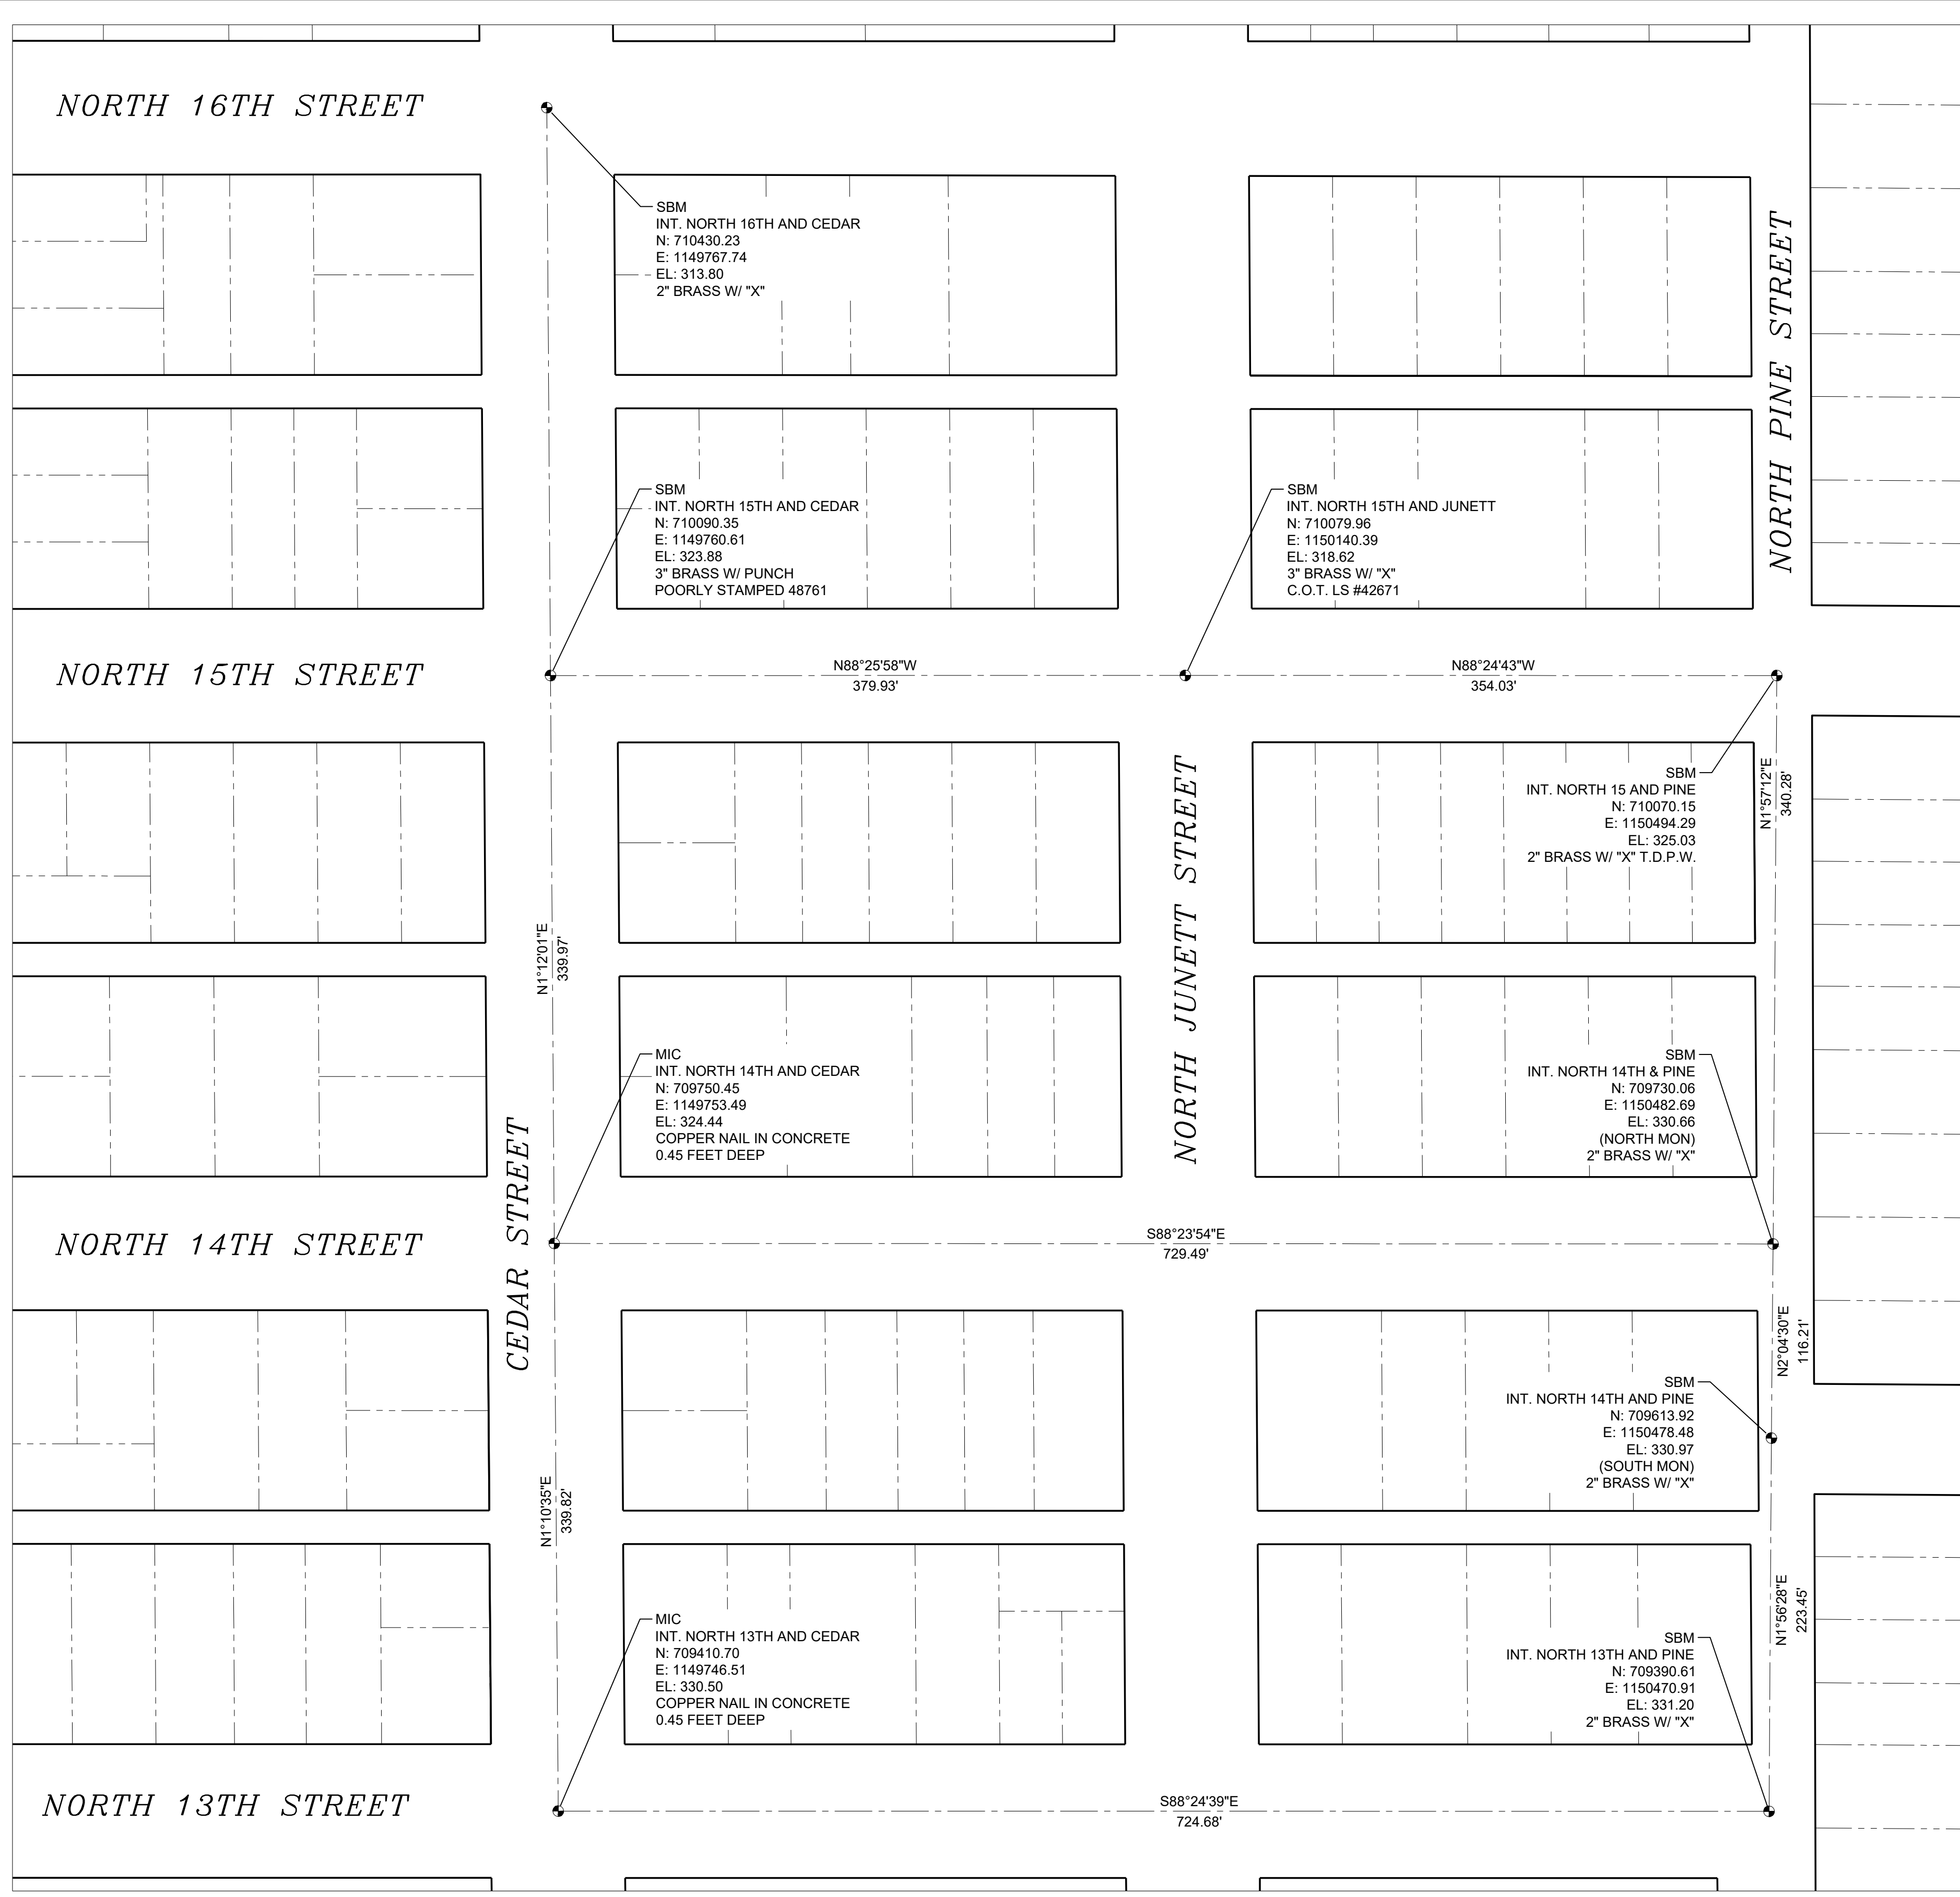 NORTH 16TH STREET
SBM
INT. NORTH 16TH AND CEDAR
N: 710430.23
E: 1149767.74
EL: 313.80
2" BRASS W/ "X"
NORTH PINE STREET
SBM
INT. NORTH 15TH AND CEDAR
N: 710090.35
E: 1149760.61
EL: 323.88
3" BRASS W/ PUNCH
POORLY STAMPED 48761
SBM
INT. NORTH 15TH AND JUNETT
N: 710079.96
E: 1150140.39
EL: 318.62
3" BRASS W/ "X"
C.O.T. LS #42671
NORTH 15TH STREET
N88°25'58"W
379.93'
N88°24'43"W
354.03'
SBM
INT. NORTH 15 AND PINE
N: 710070.15
E: 1150494.29
EL: 325.03
2" BRASS W/ "X" T.D.P.W.
N1°57'12"E
340.28'
NORTH JUNETT STREET
N1°12'01"E
339.97'
MIC
INT. NORTH 14TH AND CEDAR
N: 709750.45
E: 1149753.49
EL: 324.44
COPPER NAIL IN CONCRETE
0.45 FEET DEEP
SBM
INT. NORTH 14TH & PINE
N: 709730.06
E: 1150482.69
EL: 330.66
(NORTH MON)
2" BRASS W/ "X"
CEDAR STREET
NORTH 14TH STREET
S88°23'54"E
729.49'
N2°04'30"E
116.21'
SBM
INT. NORTH 14TH AND PINE
N: 709613.92
E: 1150478.48
EL: 330.97
(SOUTH MON)
2" BRASS W/ "X"
N1°10'35"E
339.82'
N1°56'28"E
223.45'
MIC
INT. NORTH 13TH AND CEDAR
N: 709410.70
E: 1149746.51
EL: 330.50
COPPER NAIL IN CONCRETE
0.45 FEET DEEP
SBM
INT. NORTH 13TH AND PINE
N: 709390.61
E: 1150470.91
EL: 331.20
2" BRASS W/ "X"
NORTH 13TH STREET
S88°24'39"E
724.68'